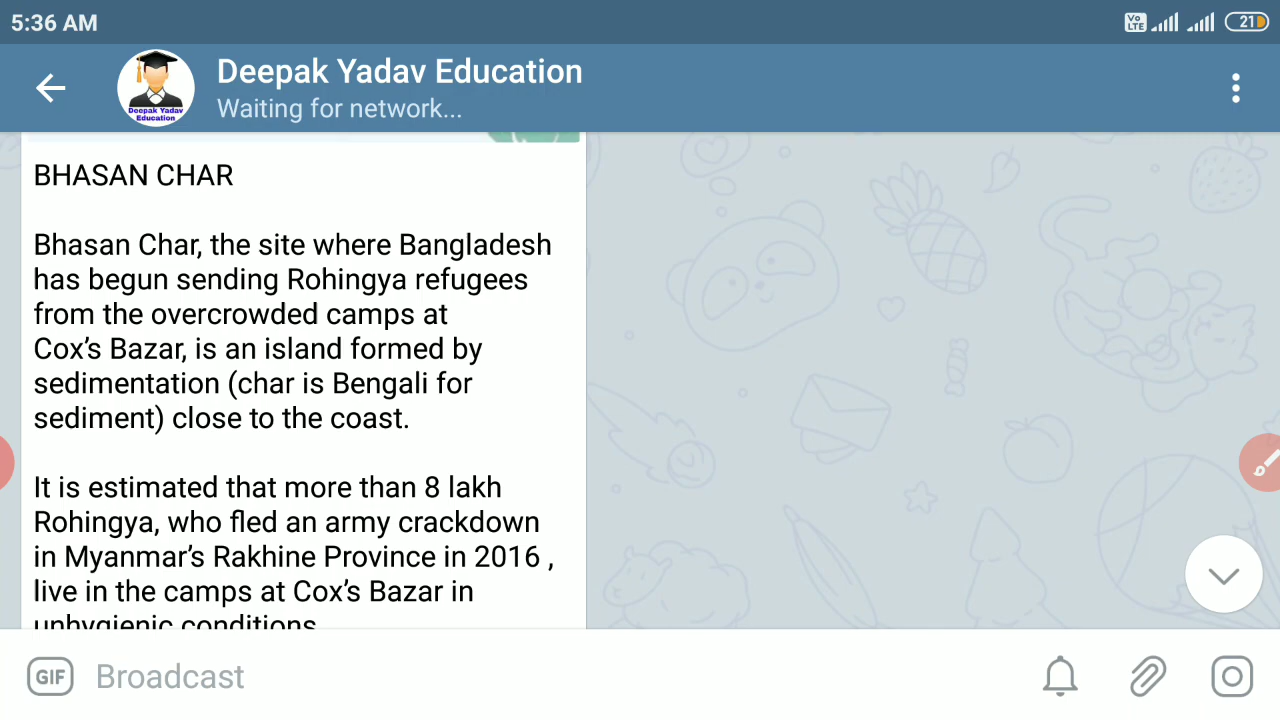 5:36 AM
Vo LTE
21
Deepak Yadav Education
Waiting for network...
Deepak Yadav
Education
BHASAN CHAR
Bhasan Char, the site where Bangladesh
has begun sending Rohingya refugees
from the overcrowded camps at
Cox's Bazar, is an island formed by
sedimentation (char is Bengali for
sediment) close to the coast.
It is estimated that more than 8 lakh
Rohingya, who fled an army crackdown
in Myanmar's Rakhine Province in 2016 ,
live in the camps at Cox's Bazar in
unhygienic conditions
GIF
Broadcast